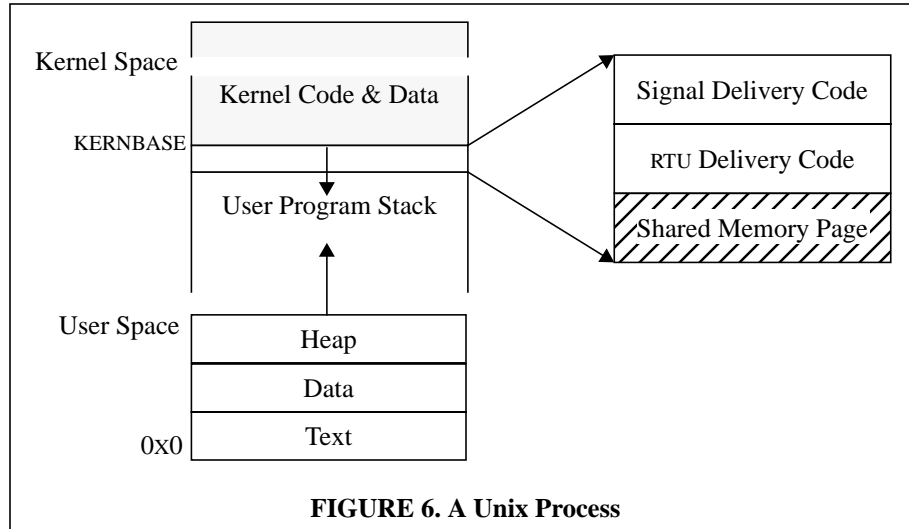 Kernel Space
Kernel Code & Data
KERNBASE
User Program Stack
User Space
Heap
Data
Text
0X0
Signal Delivery Code
RTU Delivery Code
Shared Memory Page
FIGURE 6. A Unix Process